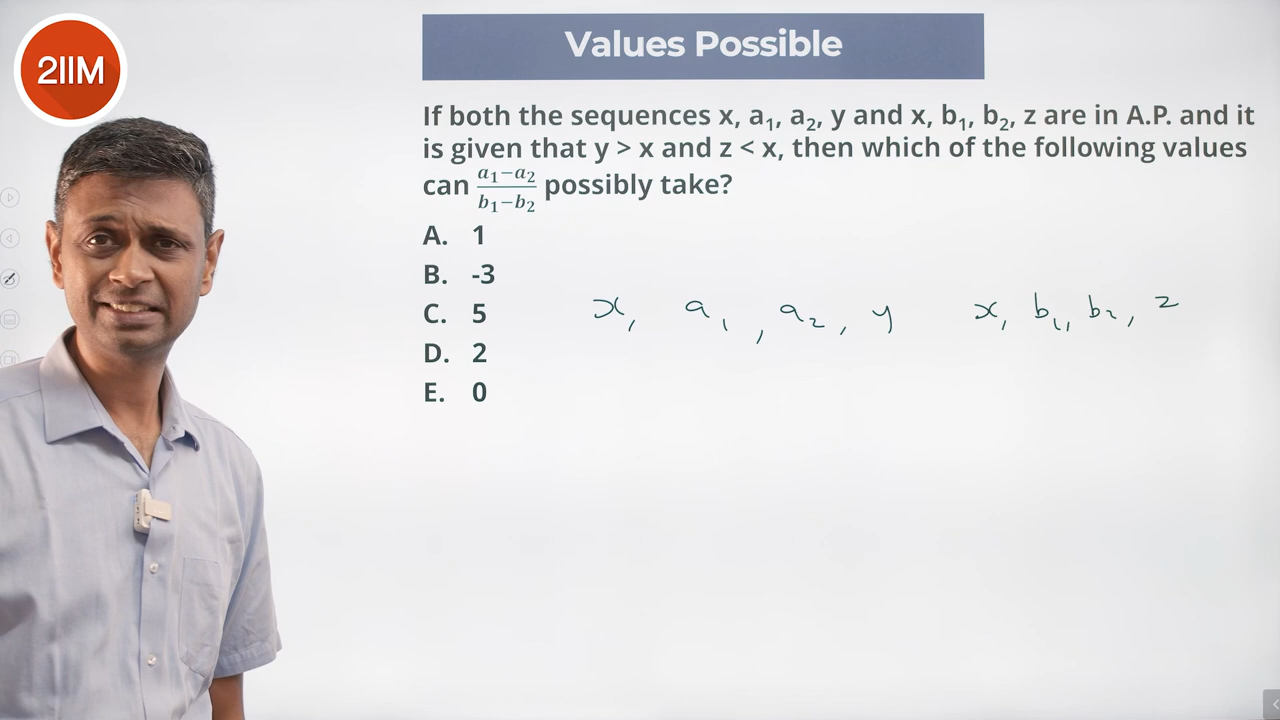 2IIM
Values Possible
If both the sequences x, a₁, a₂, y and x, b₁, b₂, z are in A.P. and it
is given that y > x and z < x, then which of the following values
can \frac{a₁−a₂}{b₁−b₂} possibly take?
A. 1
B. -3
C. 5
D. 2
E. 0
x, a₁, a₂, y x, b₁, b₂, z